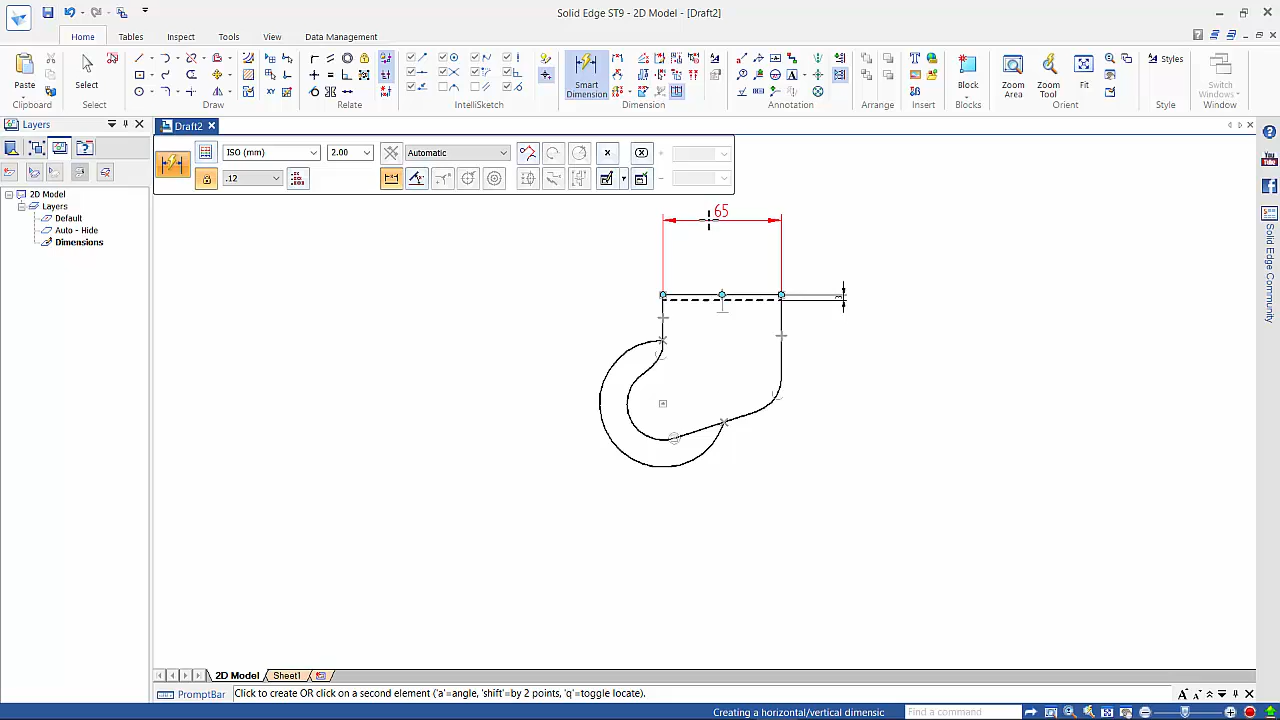 Solid Edge ST9 - 2D Model - [Draft2]
Home
Tables
Inspect
Sketch
Tools
View
Data Management
Paste
Clipboard
Select
Select
Draw
Relate
IntelliSketch
Smart
Dimension
Dimension
Annotation
Arrange
Insert
Block
Blocks
Zoom
Area
Zoom
Tool
Fit
Orient
Styles
Style
Switch
Windows
Window
Layers
Draft2
ISO (mm)
2.00
Automatic
.12
2D Model
Layers
Default
Auto - Hide
Dimensions
65
Solid Edge Community
2D Model
Sheet1
PromptBar
Click to create OR click on a second element ('a'=angle, 'shift'=by 2 points, 'q'=toggle locate).
Creating a horizontal/vertical dimensic
Find a command